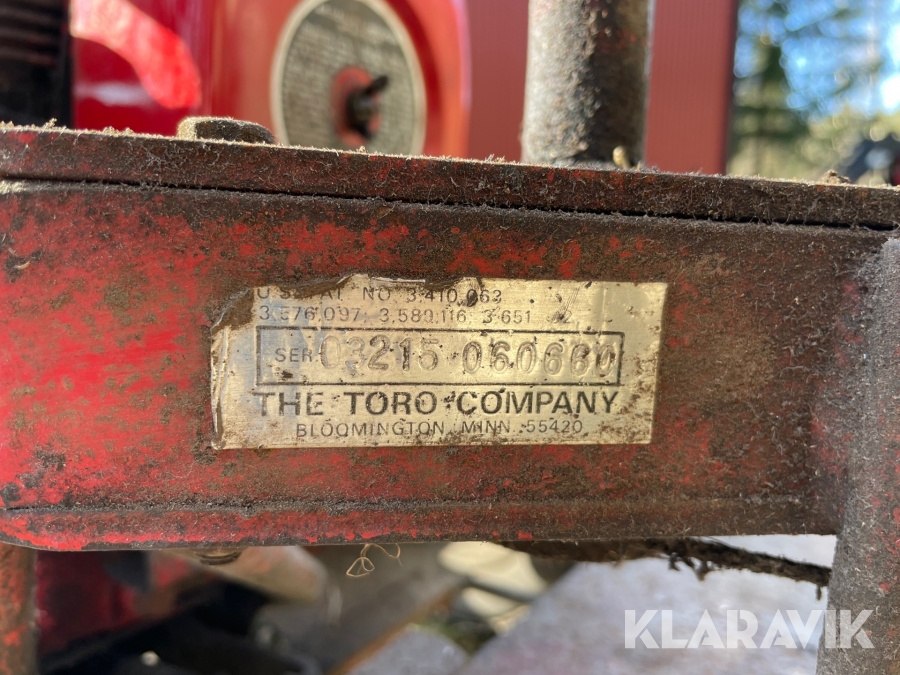 U.S. PAT NO. 3,410,063
3,576,097; 3,589,116; 3,651
SER. 03215 060660
THE TORO COMPANY
BLOOMINGTON, MINN. 55420
KLARAVIK